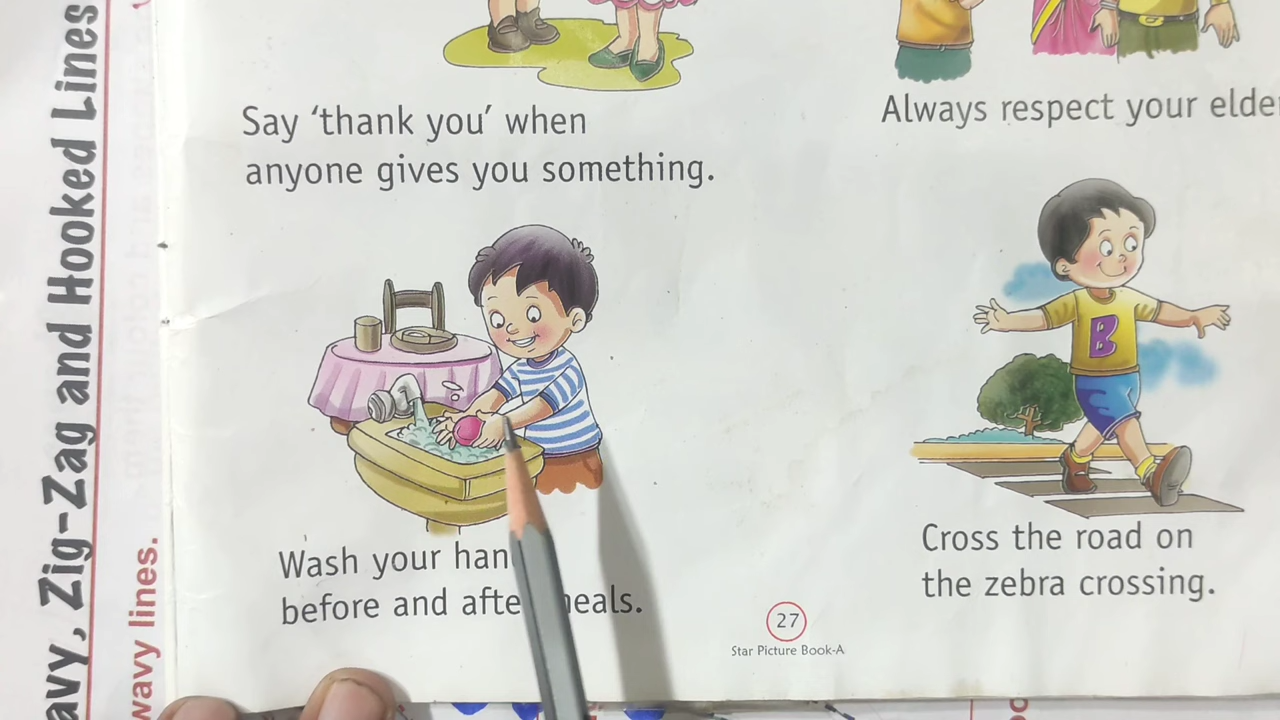 avy, Zig-Zag and Hooked Lines
wavy lines.
Say ‘thank you’ when
anyone gives you something.
Always respect your elde
B
Wash your han
before and afte meals.
Cross the road on
the zebra crossing.
27
Star Picture Book-A